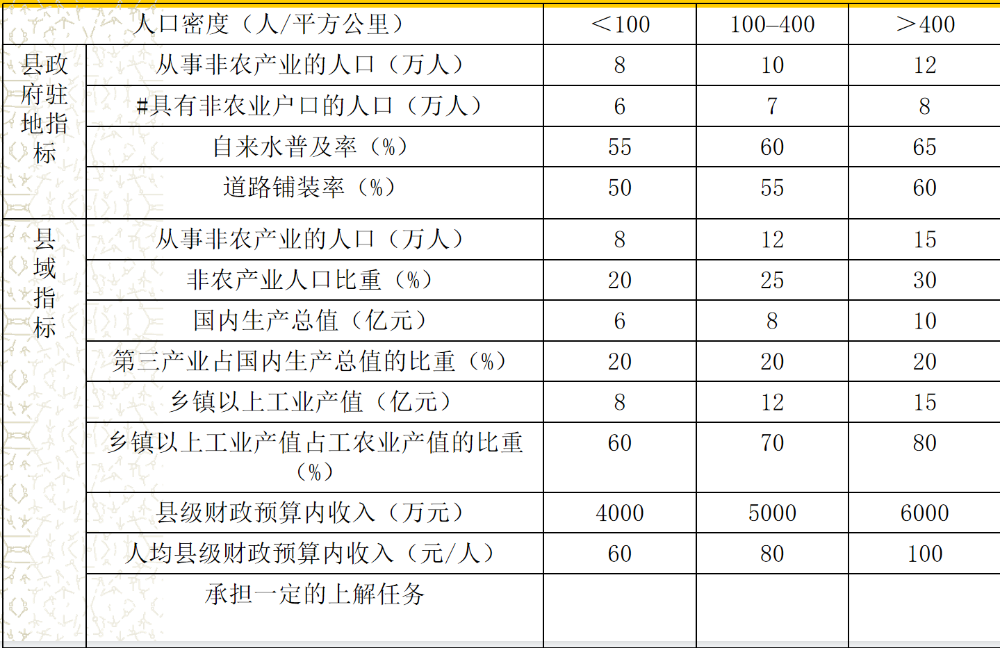 人口密度（人/平方公里） ＜100 100–400 ＞400
县政
府驻
地指
标
从事非农产业的人口（万人） 8 10 12
#具有非农业户口的人口（万人） 6 7 8
自来水普及率（%） 55 60 65
道路铺装率（%） 50 55 60
县
域
指
标
从事非农产业的人口（万人） 8 12 15
非农产业人口比重（%） 20 25 30
国内生产总值（亿元） 6 8 10
第三产业占国内生产总值的比重（%） 20 20 20
乡镇以上工业产值（亿元） 8 12 15
乡镇以上工业产值占工农业产值的比重 60 70 80
（%）
县级财政预算内收入（万元） 4000 5000 6000
人均县级财政预算内收入（元/人） 60 80 100
承担一定的上解任务